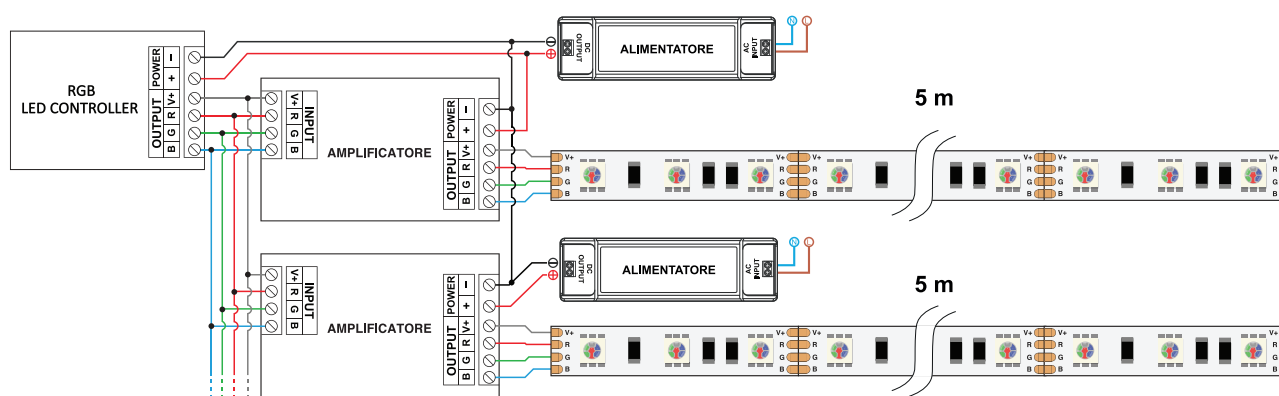 RGB
LED CONTROLLER
POWER
−
+
OUTPUT
V+
R
G
B
INPUT
V+
R
G
B
AMPLIFICATORE
POWER
−
+
OUTPUT
V+
R
G
B
DC
OUTPUT
ALIMENTATORE
AC
INPUT
N
L
5 m
V+
R
G
B
V+
R
G
B
V+
R
G
B
V+
R
G
B
V+
R
G
B
V+
R
G
B
INPUT
V+
R
G
B
AMPLIFICATORE
POWER
−
+
OUTPUT
V+
R
G
B
DC
OUTPUT
ALIMENTATORE
AC
INPUT
N
L
5 m
V+
R
G
B
V+
R
G
B
V+
R
G
B
V+
R
G
B
V+
R
G
B
V+
R
G
B